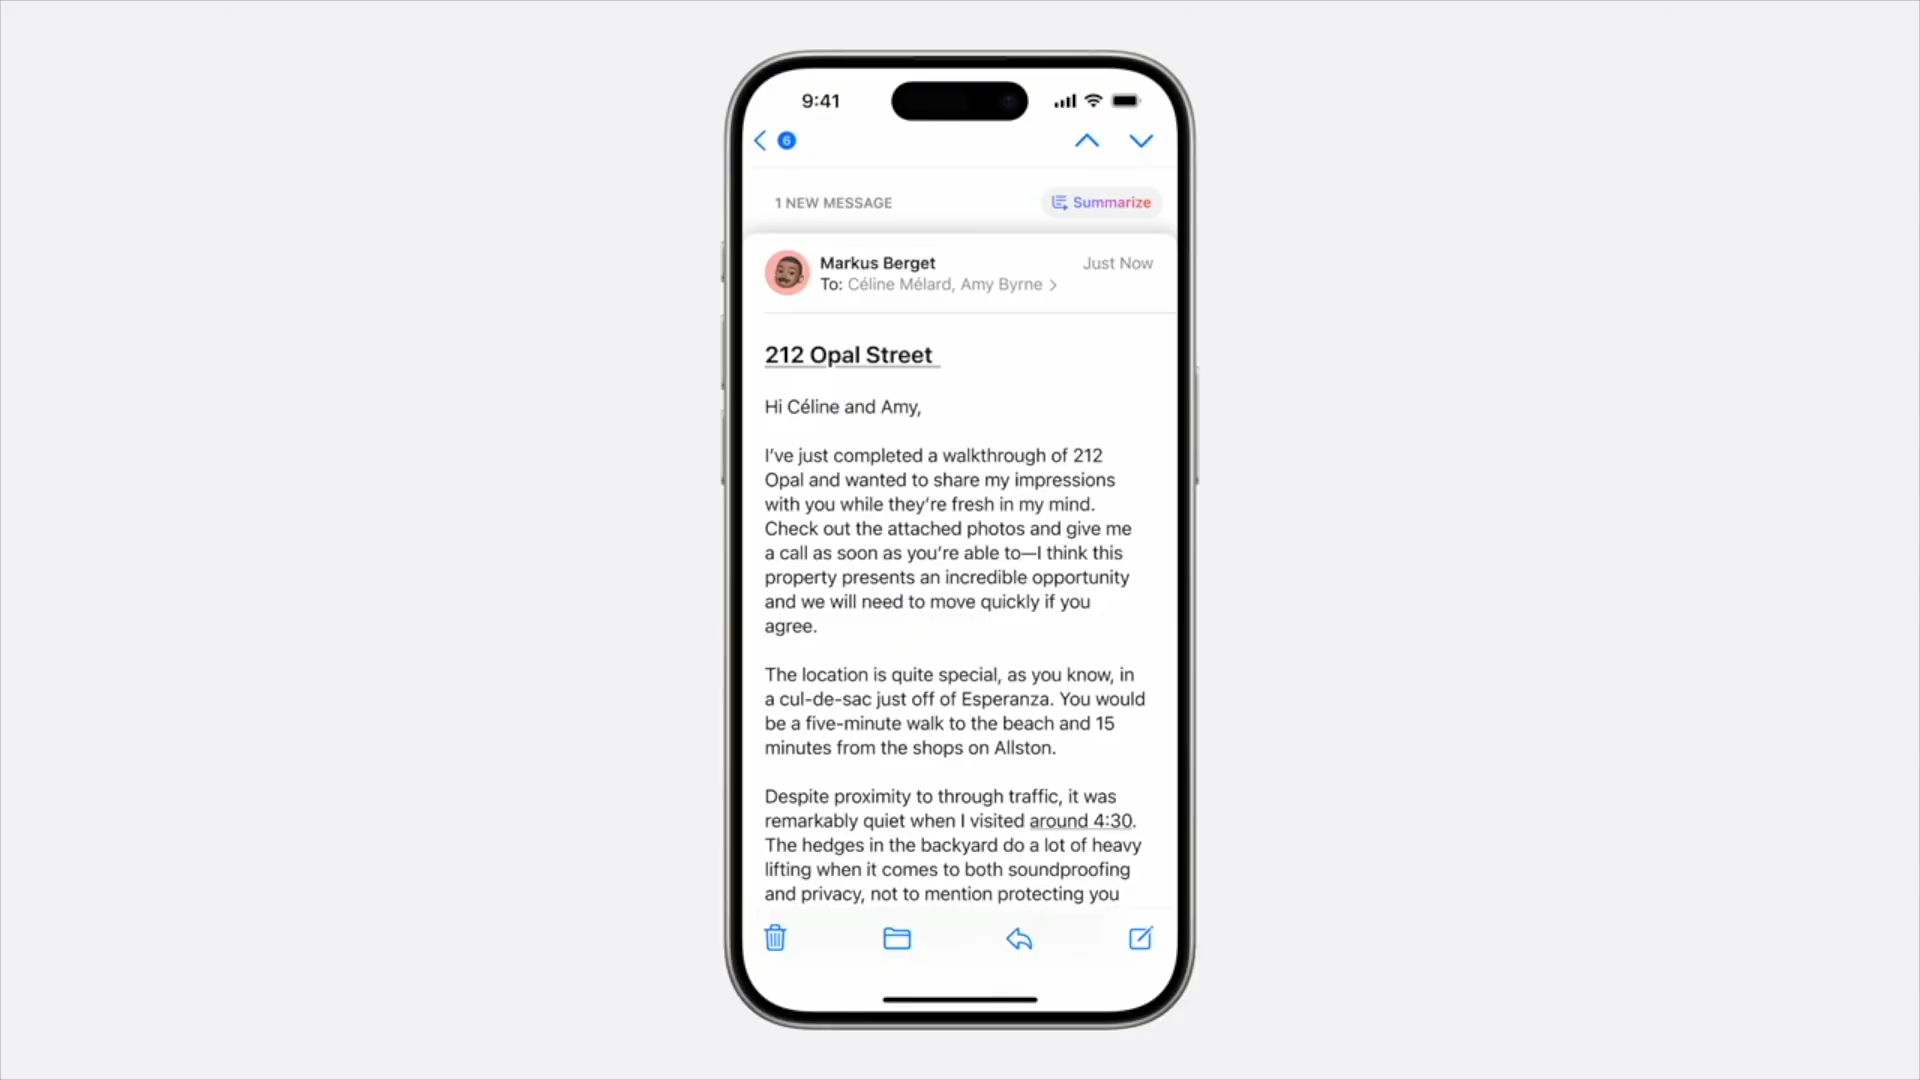 9:41
6
1 NEW MESSAGE
Summarize
Markus Berget
Just Now
To: Céline Mélard, Amy Byrne
212 Opal Street
Hi Céline and Amy,
I’ve just completed a walkthrough of 212
Opal and wanted to share my impressions
with you while they’re fresh in my mind.
Check out the attached photos and give me
a call as soon as you’re able to—I think this
property presents an incredible opportunity
and we will need to move quickly if you
agree.
The location is quite special, as you know, in
a cul-de-sac just off of Esperanza. You would
be a five-minute walk to the beach and 15
minutes from the shops on Allston.
Despite proximity to through traffic, it was
remarkably quiet when I visited around 4:30.
The hedges in the backyard do a lot of heavy
lifting when it comes to both soundproofing
and privacy, not to mention protecting you